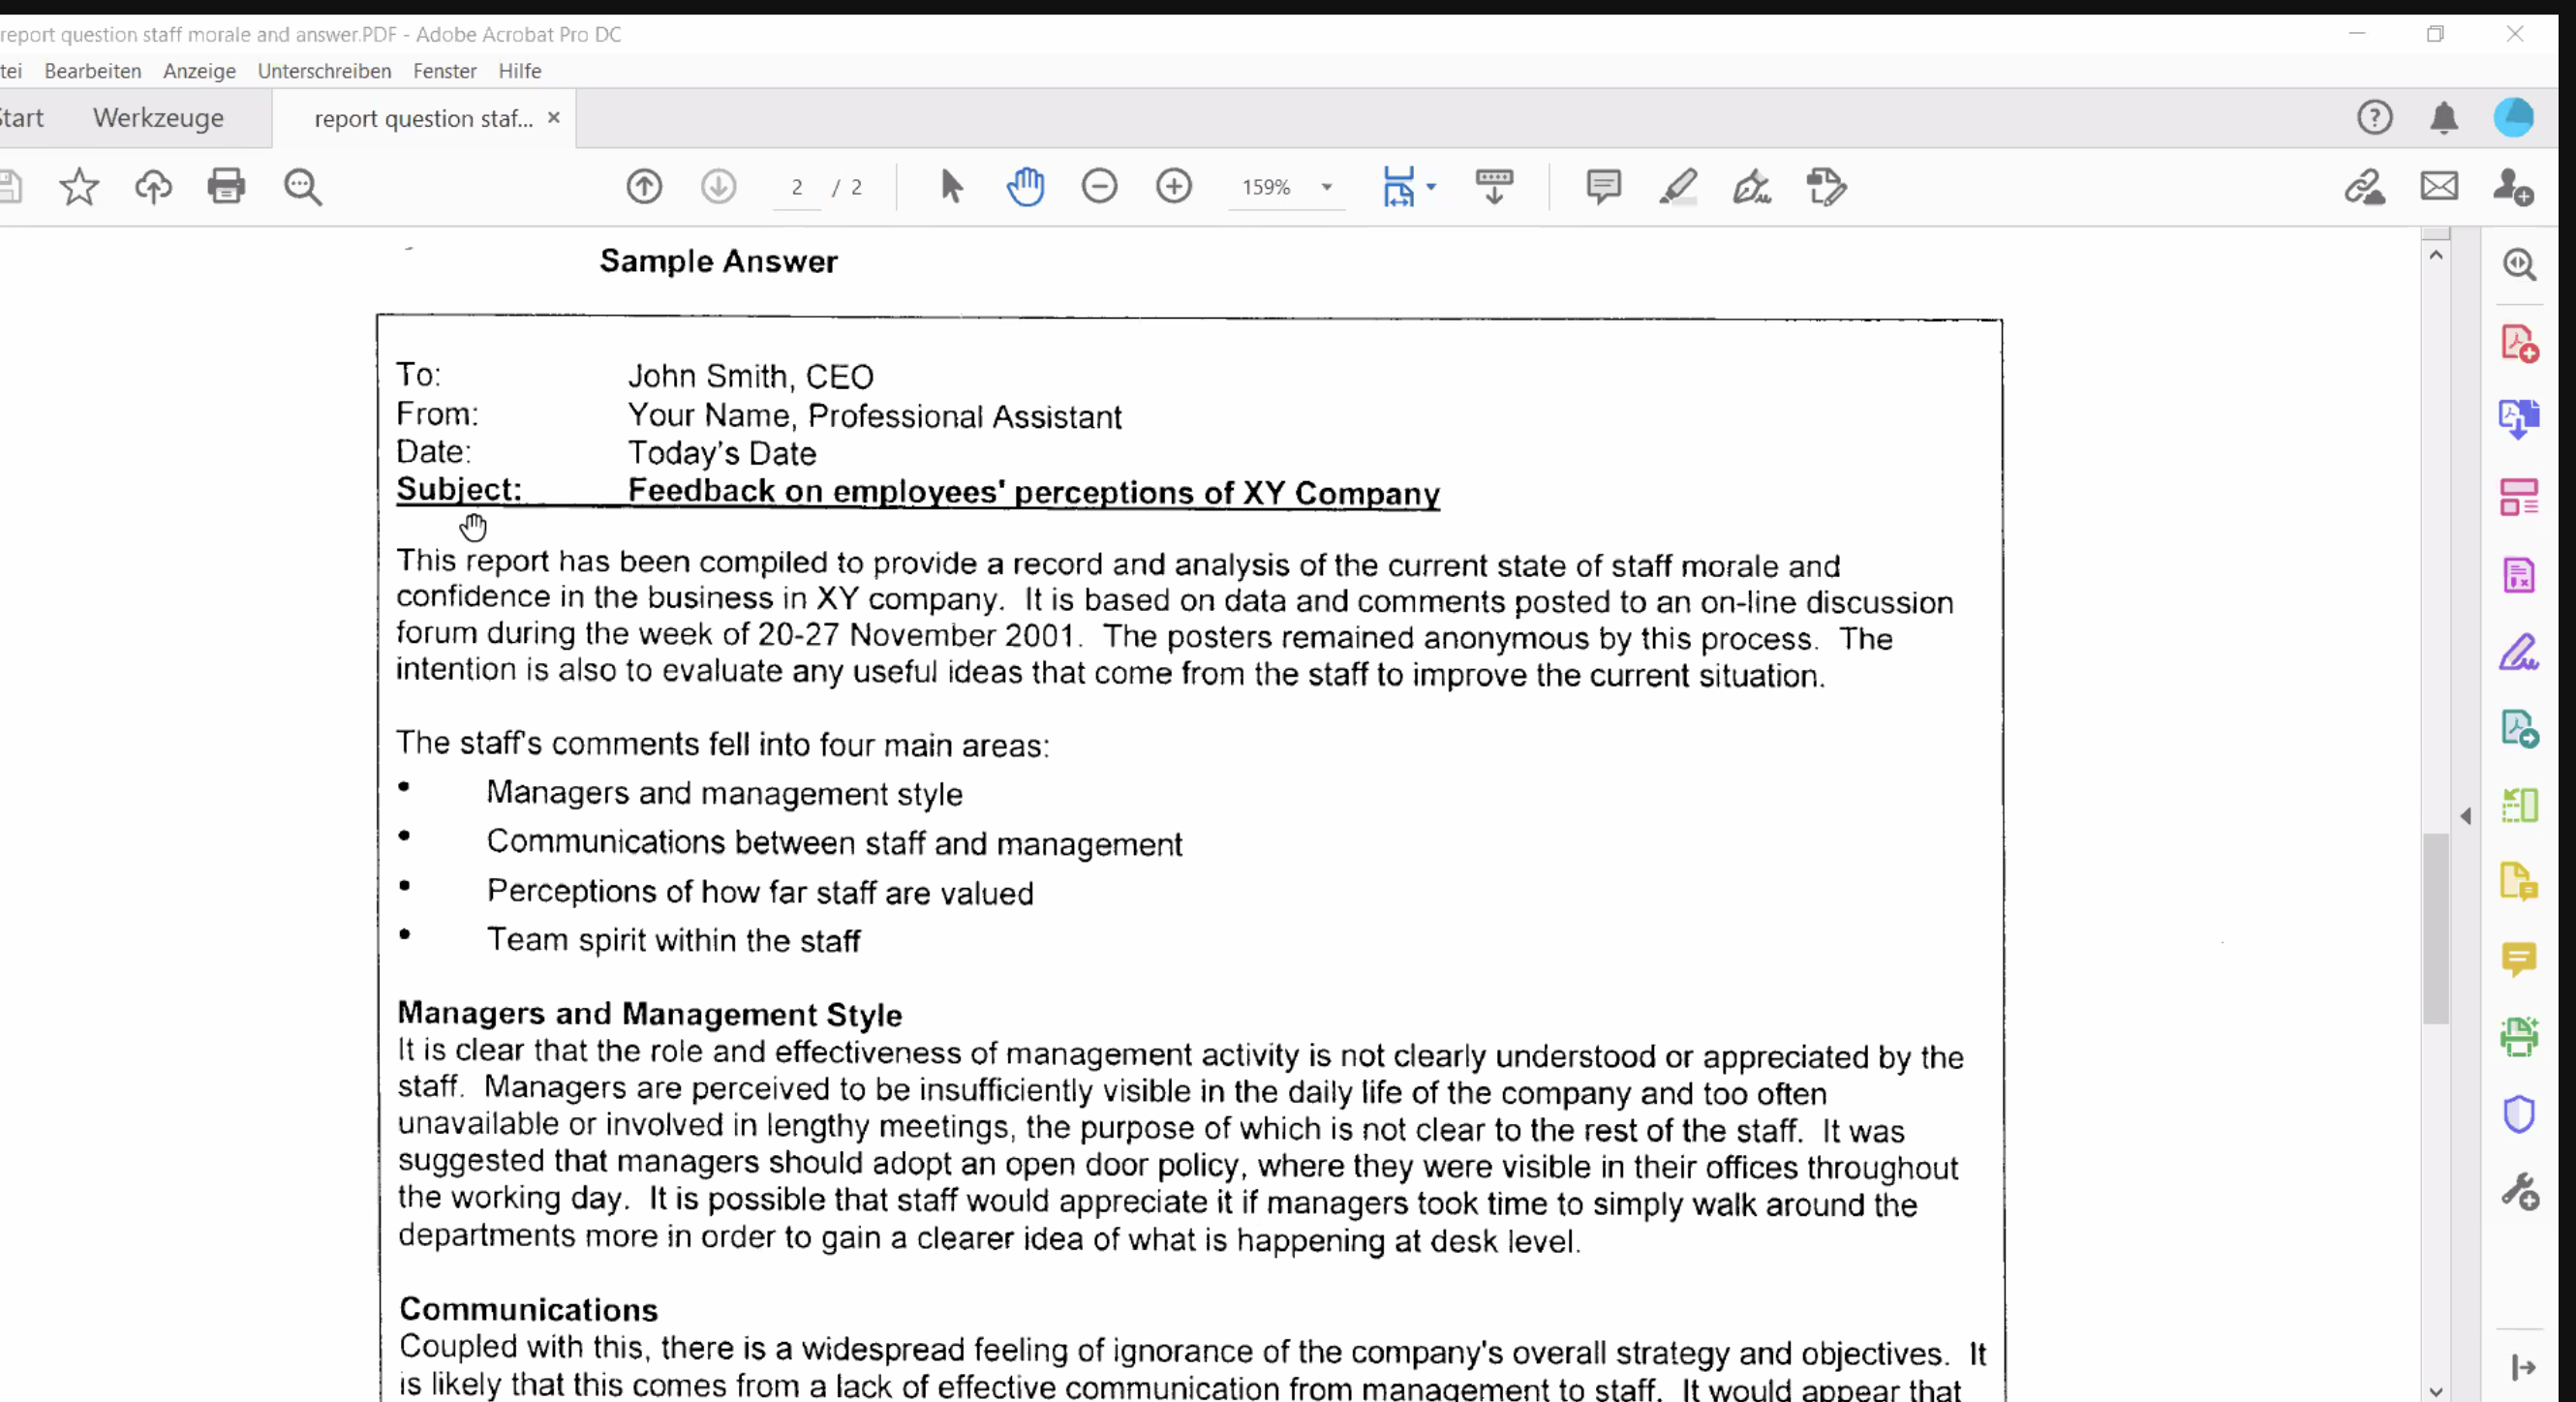 report question staff morale and answer.PDF - Adobe Acrobat Pro DC
tei Bearbeiten Anzeige Unterschreiben Fenster Hilfe
Start Werkzeuge report question staf... ×
2 / 2 159%
Sample Answer
To: John Smith, CEO
From: Your Name, Professional Assistant
Date: Today's Date
Subject: Feedback on employees' perceptions of XY Company
This report has been compiled to provide a record and analysis of the current state of staff morale and
confidence in the business in XY company. It is based on data and comments posted to an on-line discussion
forum during the week of 20-27 November 2001. The posters remained anonymous by this process. The
intention is also to evaluate any useful ideas that come from the staff to improve the current situation.
The staff's comments fell into four main areas:
• Managers and management style
• Communications between staff and management
• Perceptions of how far staff are valued
• Team spirit within the staff
Managers and Management Style
It is clear that the role and effectiveness of management activity is not clearly understood or appreciated by the
staff. Managers are perceived to be insufficiently visible in the daily life of the company and too often
unavailable or involved in lengthy meetings, the purpose of which is not clear to the rest of the staff. It was
suggested that managers should adopt an open door policy, where they were visible in their offices throughout
the working day. It is possible that staff would appreciate it if managers took time to simply walk around the
departments more in order to gain a clearer idea of what is happening at desk level.
Communications
Coupled with this, there is a widespread feeling of ignorance of the company's overall strategy and objectives. It
is likely that this comes from a lack of effective communication from management to staff. It would appear that